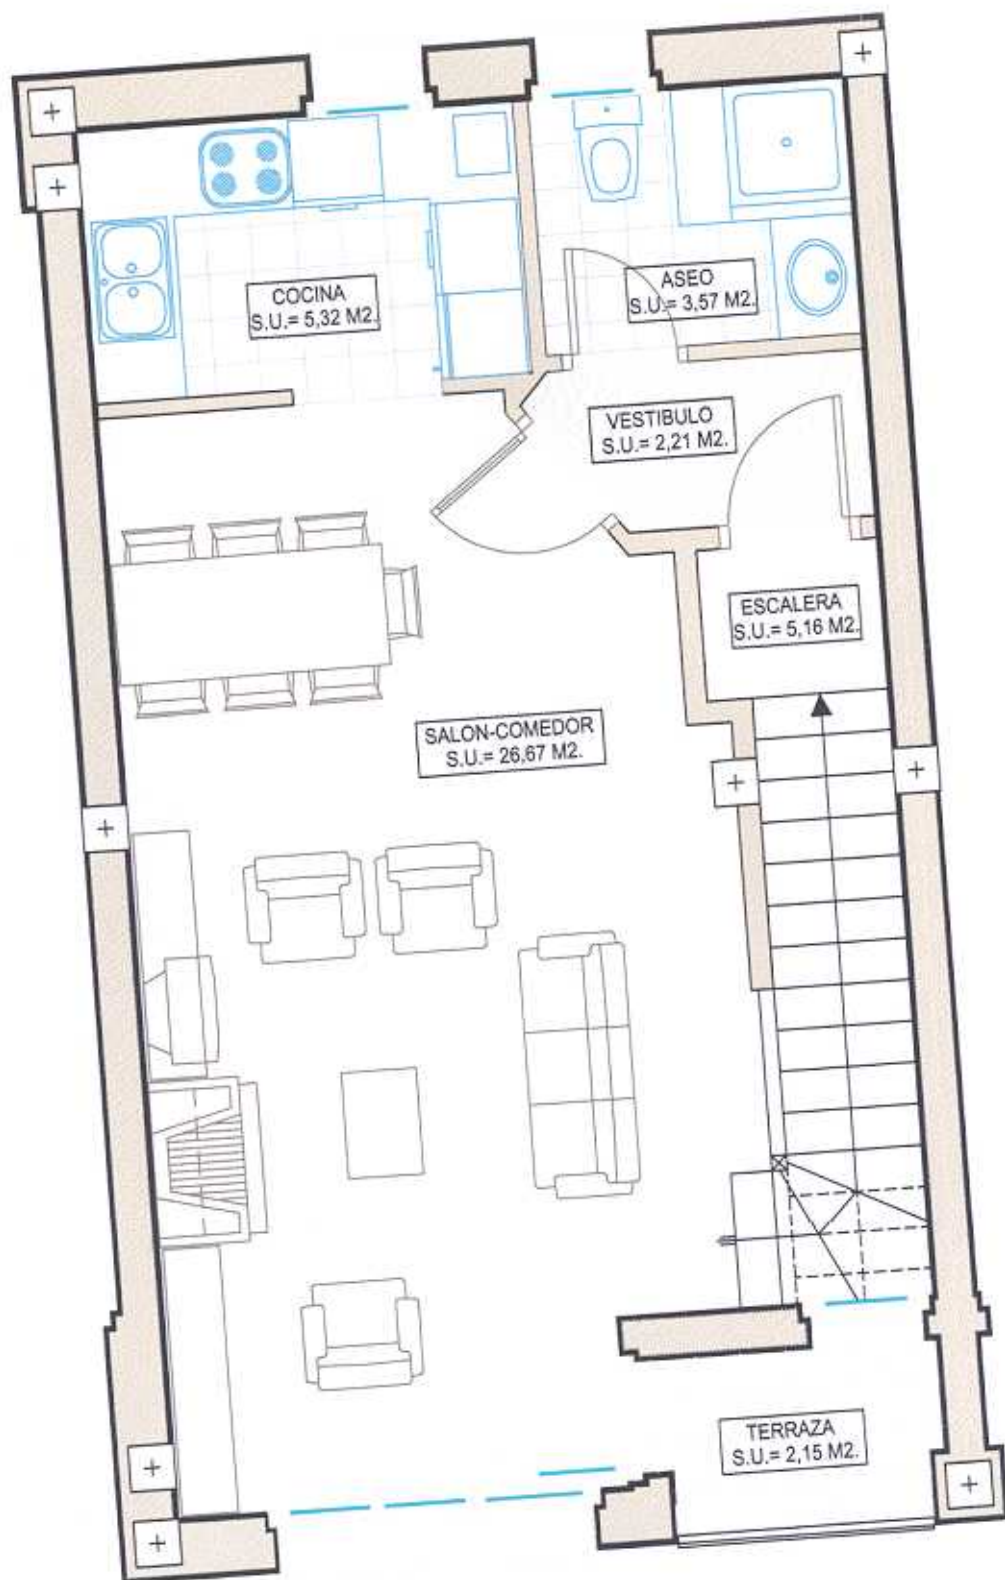 COCINA
S.U.= 5,32 M2.
ASEO
S.U.= 3,57 M2.
VESTIBULO
S.U.= 2,21 M2.
ESCALERA
S.U.= 5,16 M2.
SALON-COMEDOR
S.U.= 26,67 M2.
TERRAZA
S.U.= 2,15 M2.